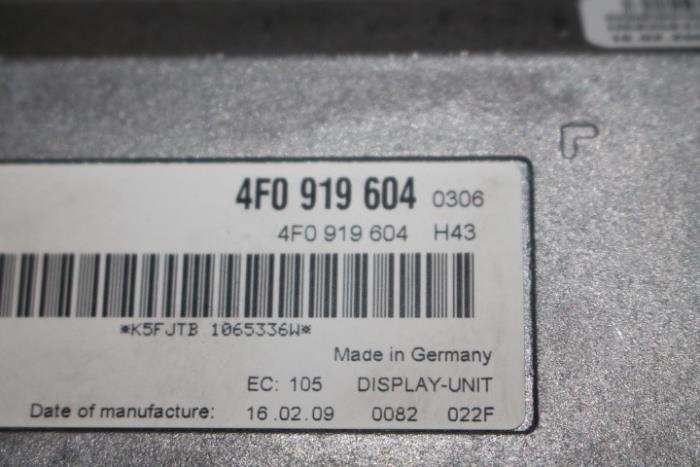 4F0 919 604 0306
4F0 919 604 H43
*K5FJTB 1065336W*
Made in Germany
EC: 105 DISPLAY-UNIT
Date of manufacture: 16.02.09 0082 022F